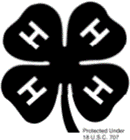 H H
H H
Protected Under
18 U.S.C. 707